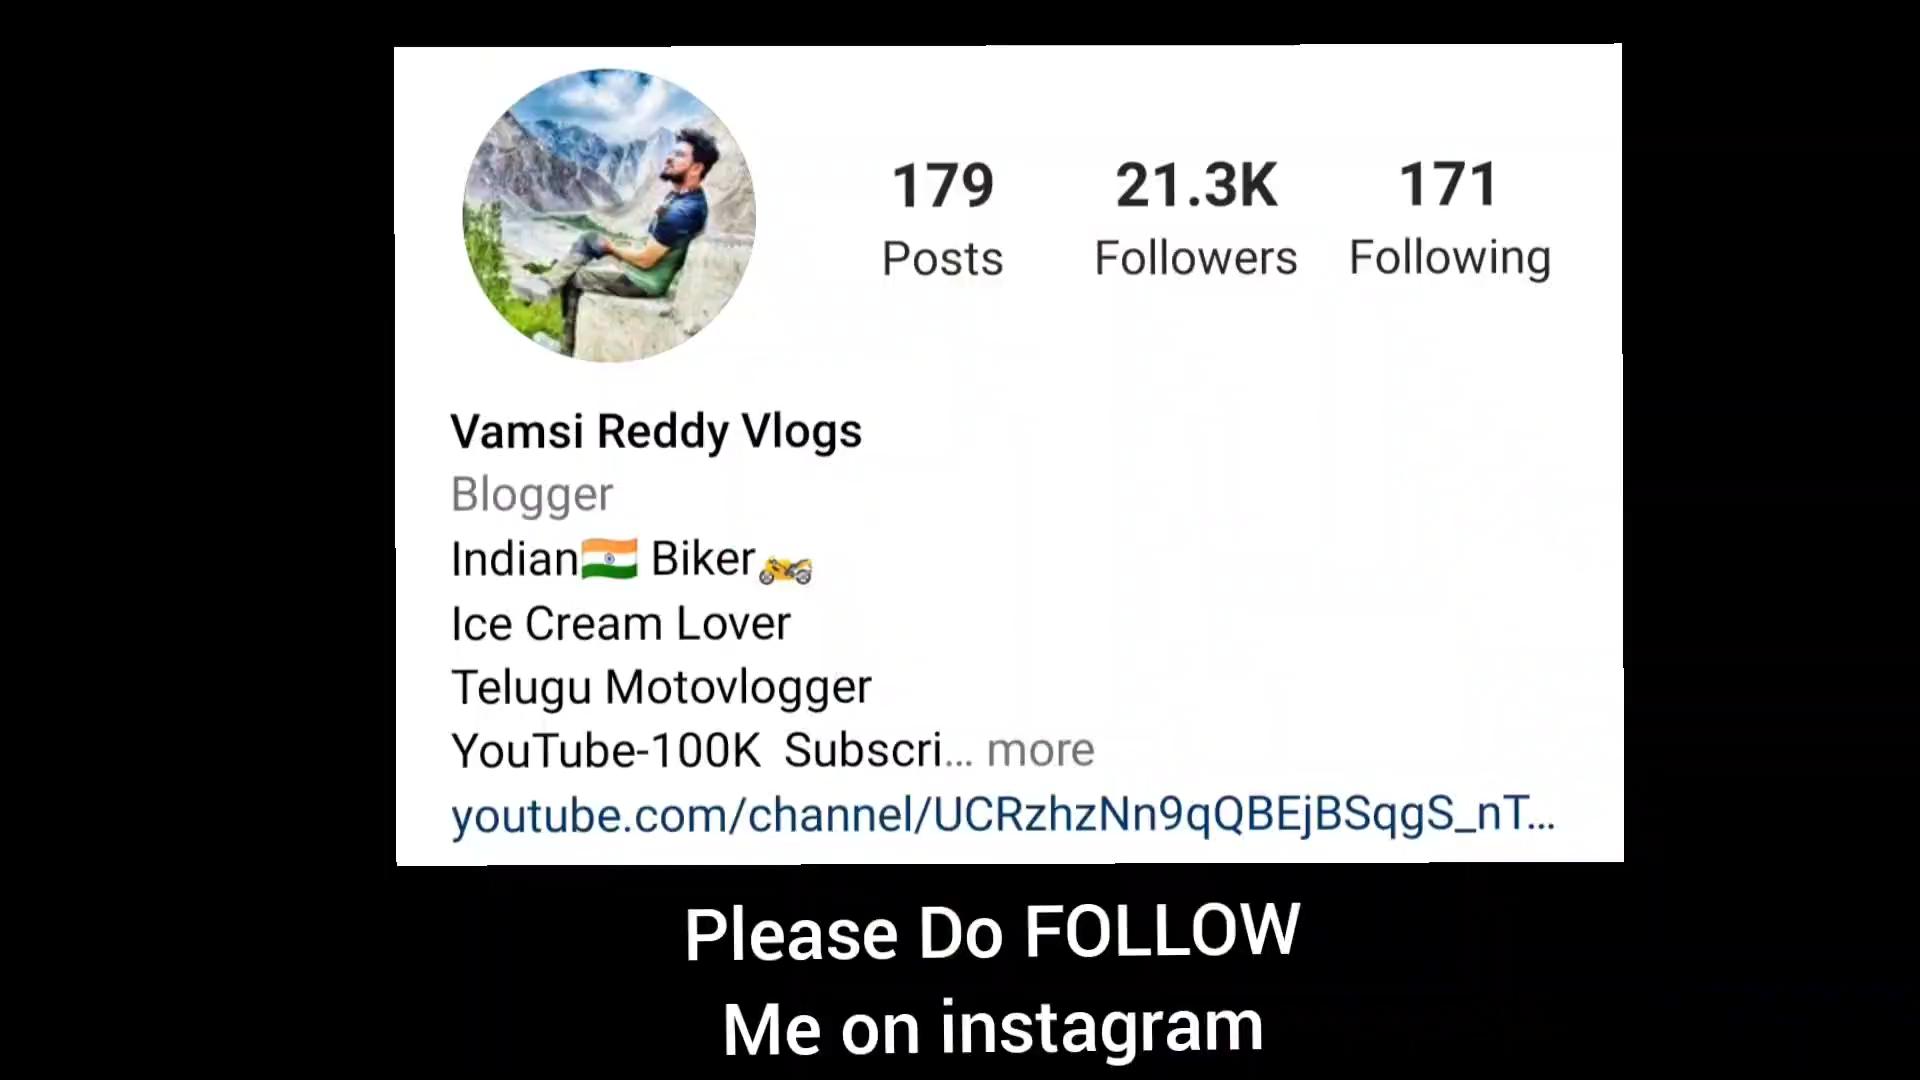 179 21.3K 171
Posts Followers Following
Vamsi Reddy Vlogs
Blogger
Indian🇮🇳 Biker🏍
Ice Cream Lover
Telugu Motovlogger
YouTube-100K Subscri... more
youtube.com/channel/UCRzhzNn9qQBEjBSqgS_nT...
Please Do FOLLOW
Me on instagram